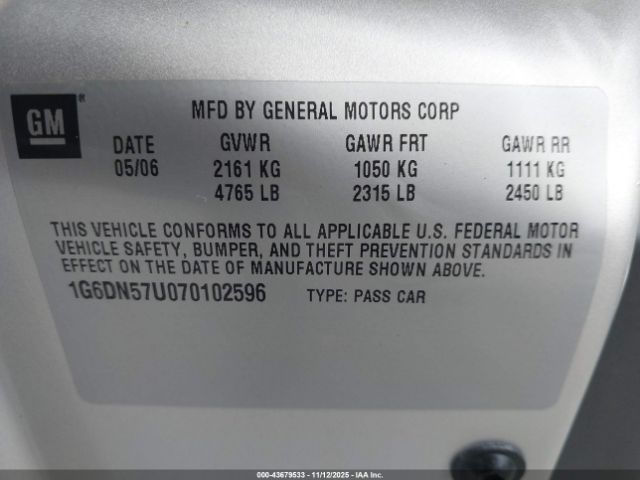 GM®
MFD BY GENERAL MOTORS CORP
DATE GVWR GAWR FRT GAWR RR
05/06 2161 KG 1050 KG 1111 KG
4765 LB 2315 LB 2450 LB
THIS VEHICLE CONFORMS TO ALL APPLICABLE U.S. FEDERAL MOTOR
VEHICLE SAFETY, BUMPER, AND THEFT PREVENTION STANDARDS IN
EFFECT ON THE DATE OF MANUFACTURE SHOWN ABOVE.
1G6DN57U070102596 TYPE: PASS CAR
000-43679533 - 11/12/2025 - IAA Inc.